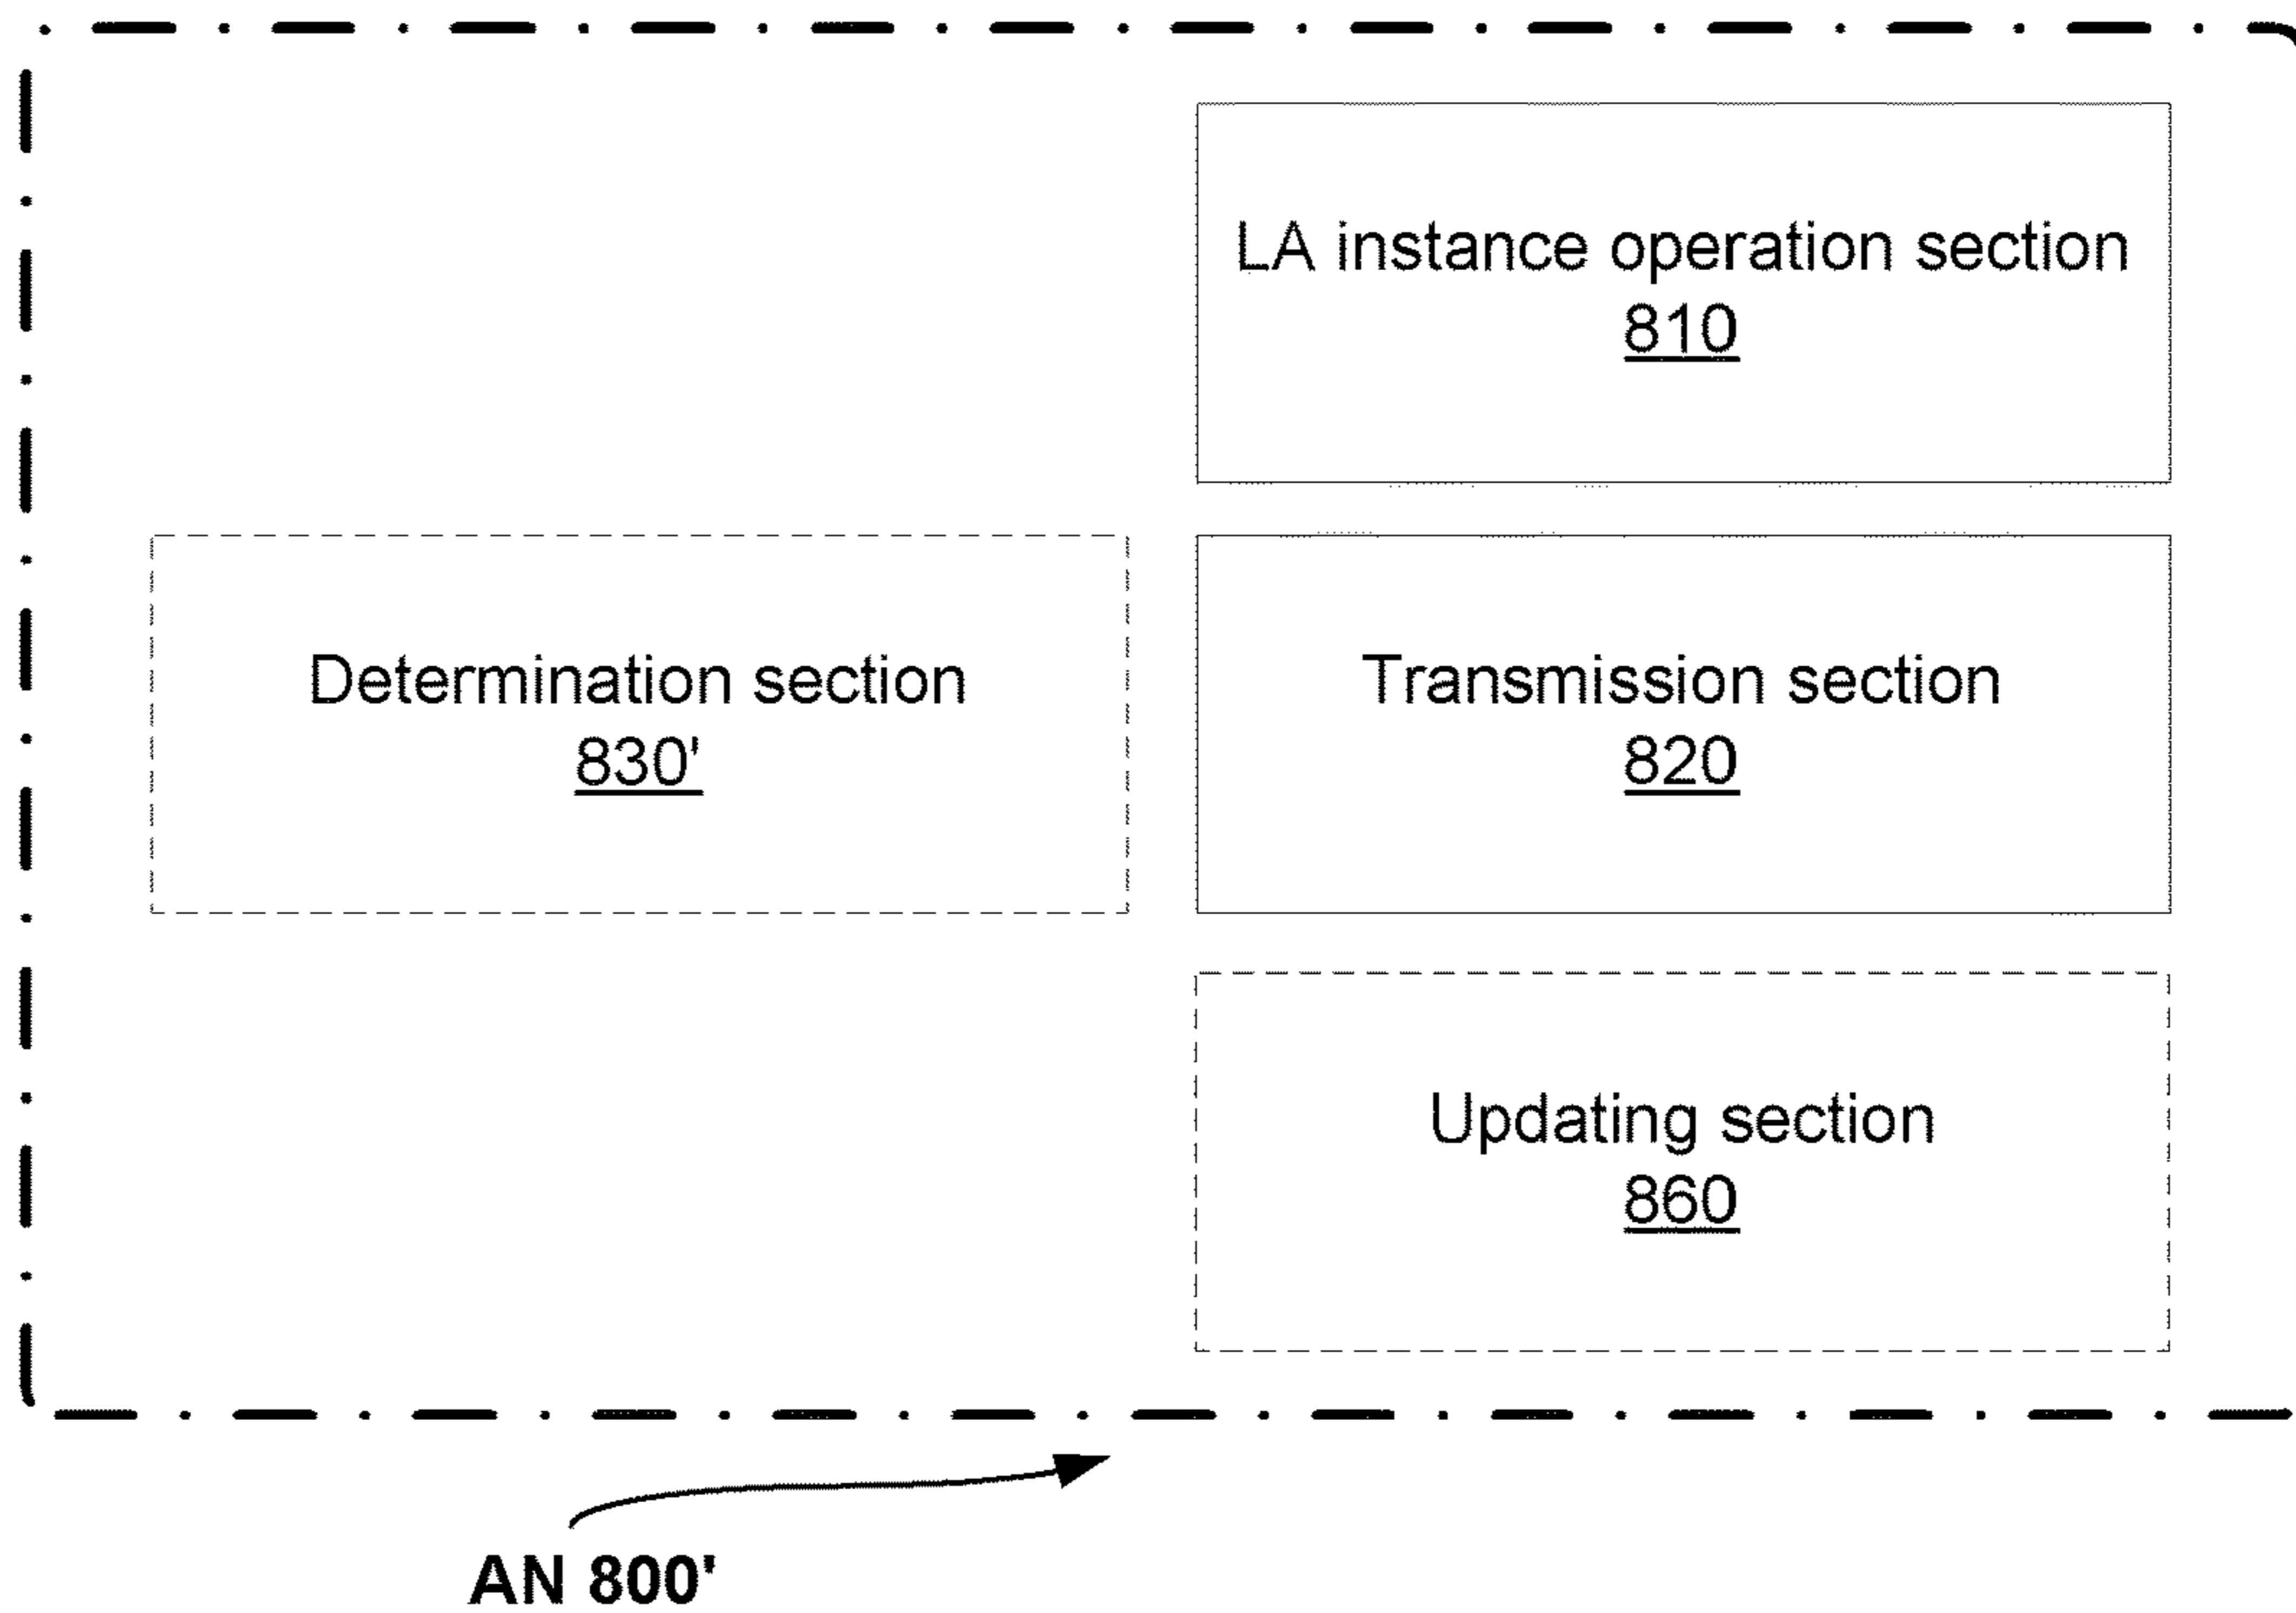 LA instance operation section
810
Determination section
830'
Transmission section
820
Updating section
860
AN 800'